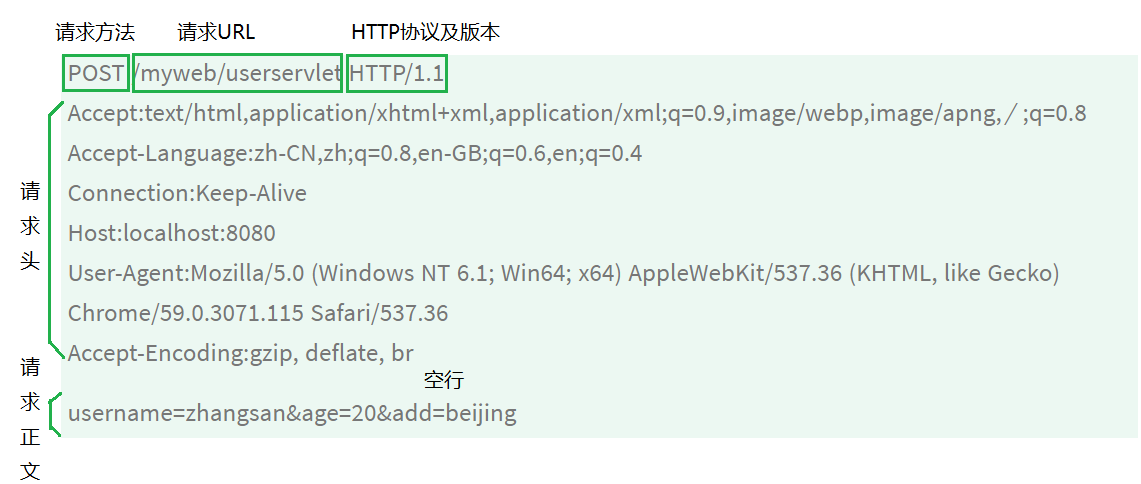 请求方法 请求URL HTTP协议及版本
POST /myweb/userservlet HTTP/1.1
Accept:text/html,application/xhtml+xml,application/xml;q=0.9,image/webp,image/apng,/;q=0.8
Accept-Language:zh-CN,zh;q=0.8,en-GB;q=0.6,en;q=0.4
Connection:Keep-Alive
Host:localhost:8080
User-Agent:Mozilla/5.0 (Windows NT 6.1; Win64; x64) AppleWebKit/537.36 (KHTML, like Gecko)
Chrome/59.0.3071.115 Safari/537.36
Accept-Encoding:gzip, deflate, br
请求头
空行
username=zhangsan&age=20&add=beijing
请求正文